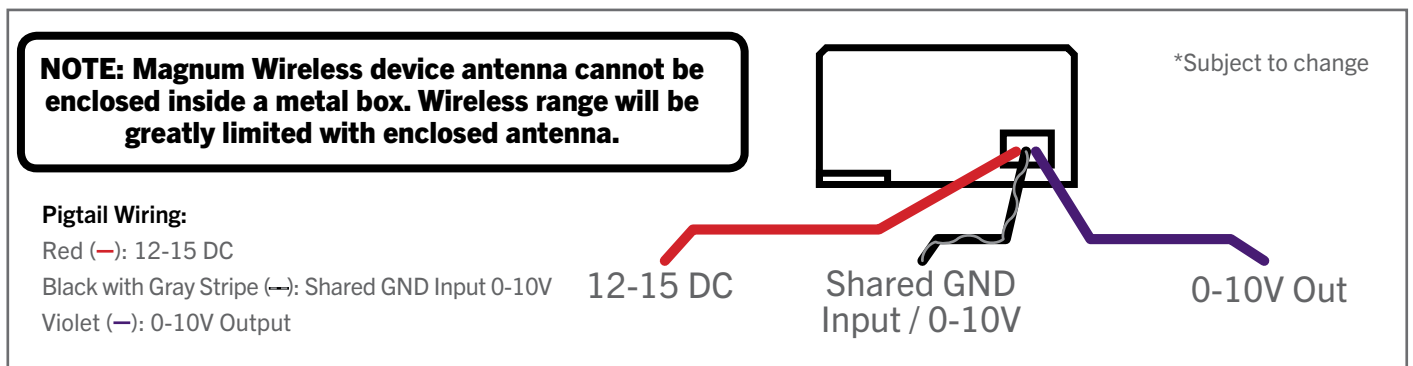 NOTE: Magnum Wireless device antenna cannot be
enclosed inside a metal box. Wireless range will be
greatly limited with enclosed antenna.
*Subject to change
Pigtail Wiring:
Red (—): 12-15 DC
Black with Gray Stripe (—): Shared GND Input 0-10V
Violet (—): 0-10V Output
12-15 DC
Shared GND
Input / 0-10V
0-10V Out